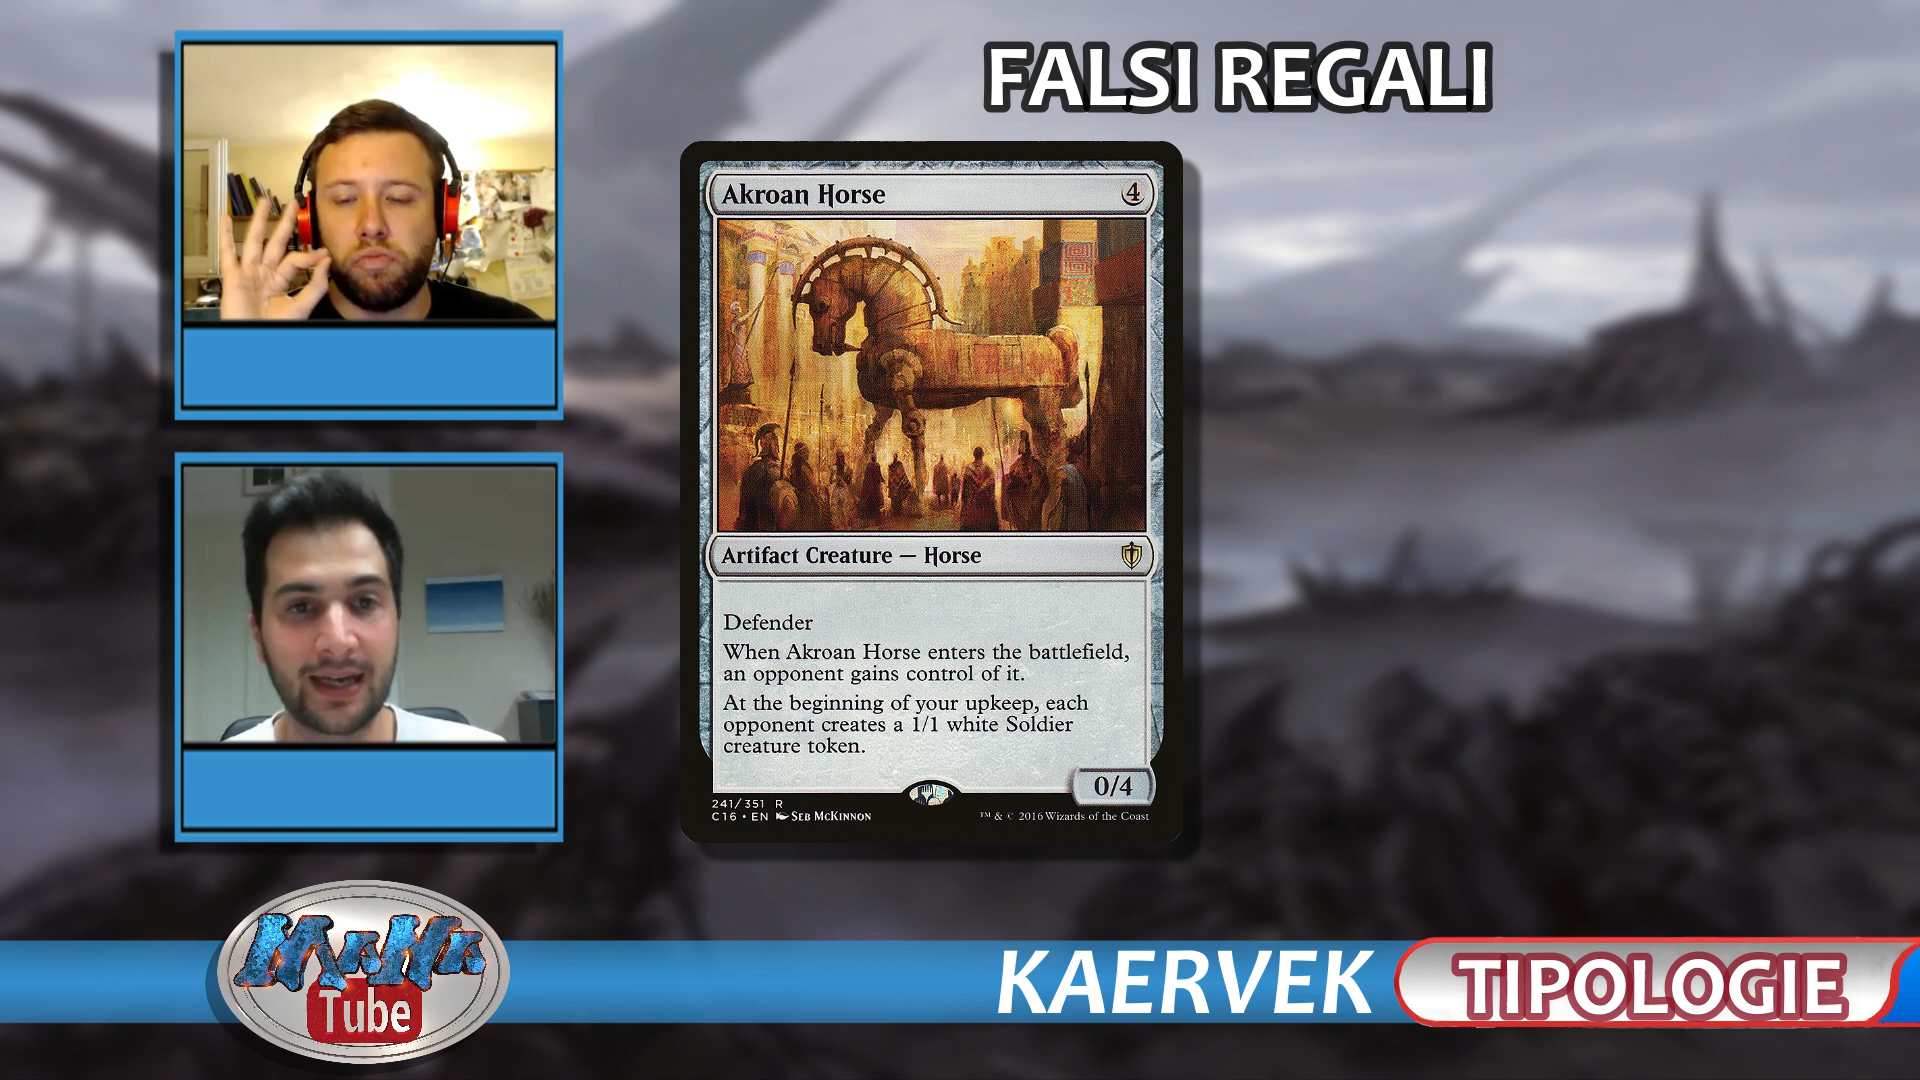 FALSI REGALI
Akroan Horse 4
Artifact Creature — Horse
Defender
When Akroan Horse enters the battlefield,
an opponent gains control of it.
At the beginning of your upkeep, each
opponent creates a 1/1 white Soldier
creature token.
0/4
241/351 R
C16 • EN SEB MCKINNON
™ & © 2016 Wizards of the Coast
Tube
KAERVEK
TIPOLOGIE